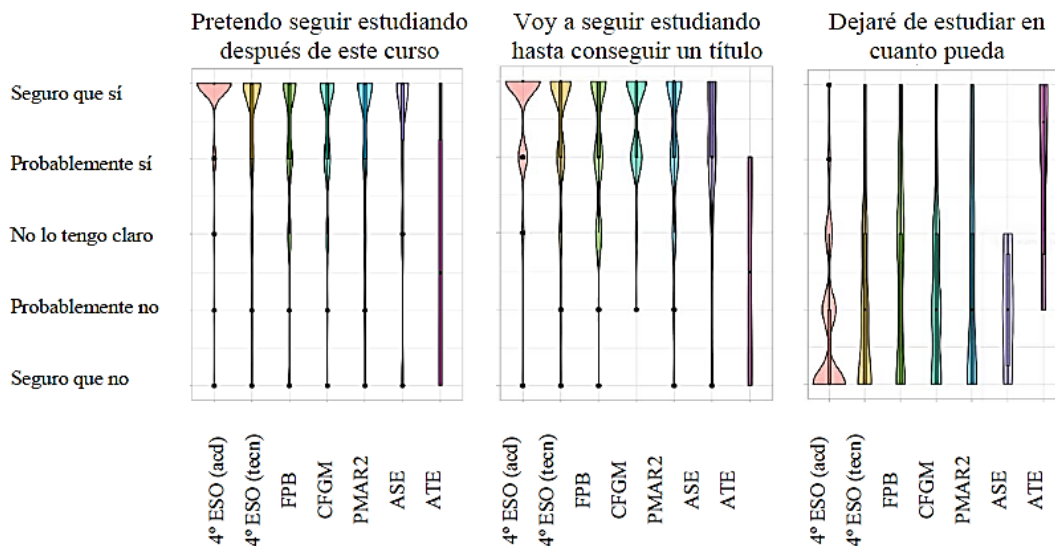 Pretendo seguir estudiando
después de este curso
Voy a seguir estudiando
hasta conseguir un título
Dejaré de estudiar en
cuanto pueda
Seguro que sí
Probablemente sí
No lo tengo claro
Probablemente no
Seguro que no
4º ESO (acd)
4º ESO (tecn)
FPB
CFGM
PMAR2
ASE
ATE
4º ESO (acd)
4º ESO (tecn)
FPB
CFGM
PMAR2
ASE
ATE
4º ESO (acd)
4º ESO (tecn)
FPB
CFGM
PMAR2
ASE
ATE